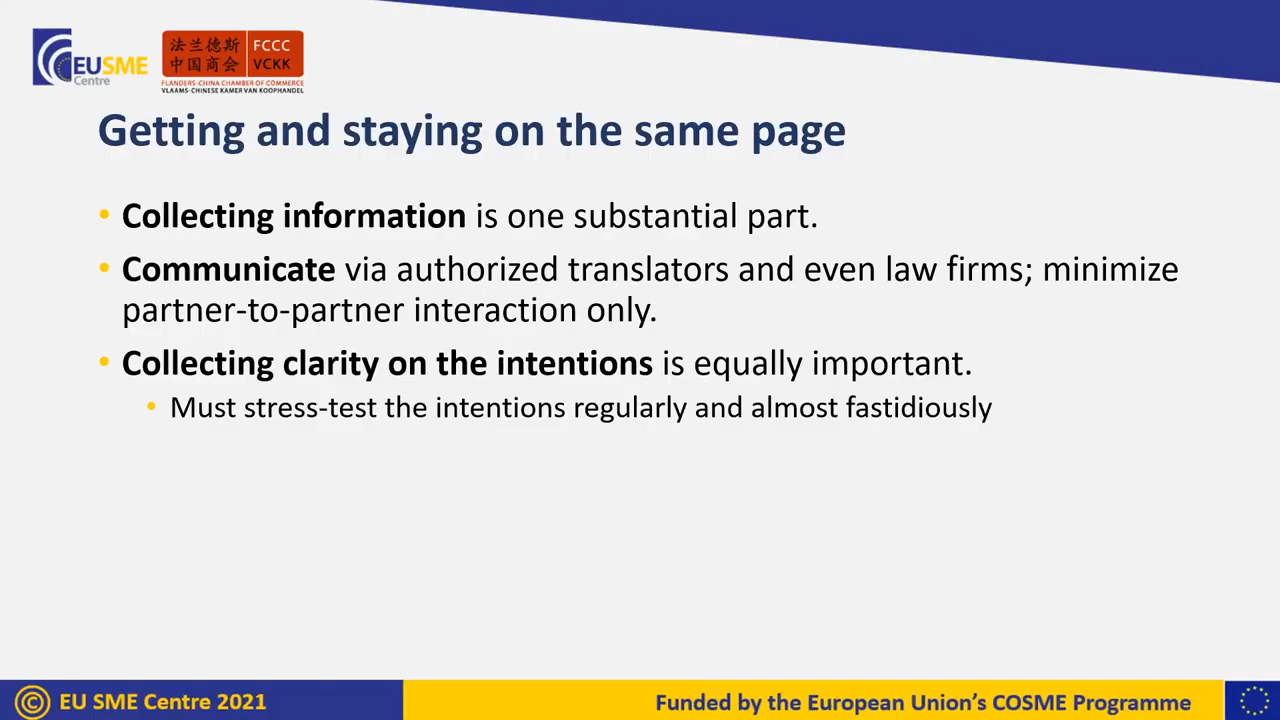 EUSME
Centre
法兰德斯
中国商会
FCCC
VCKK
FLANDERS-CHINA CHAMBER OF COMMERCE
VLAAMS-CHINESE KAMER VAN KOOPHANDEL
Getting and staying on the same page
• Collecting information is one substantial part.
• Communicate via authorized translators and even law firms; minimize
partner-to-partner interaction only.
• Collecting clarity on the intentions is equally important.
• Must stress-test the intentions regularly and almost fastidiously
© EU SME Centre 2021
Funded by the European Union’s COSME Programme